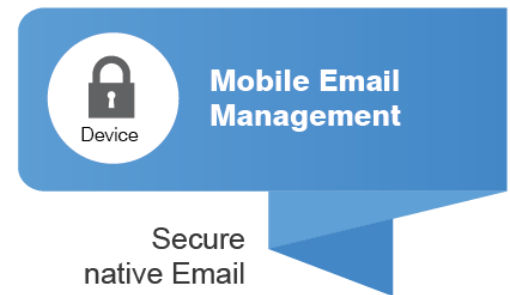 Mobile Email
Management
Device
Secure
native Email